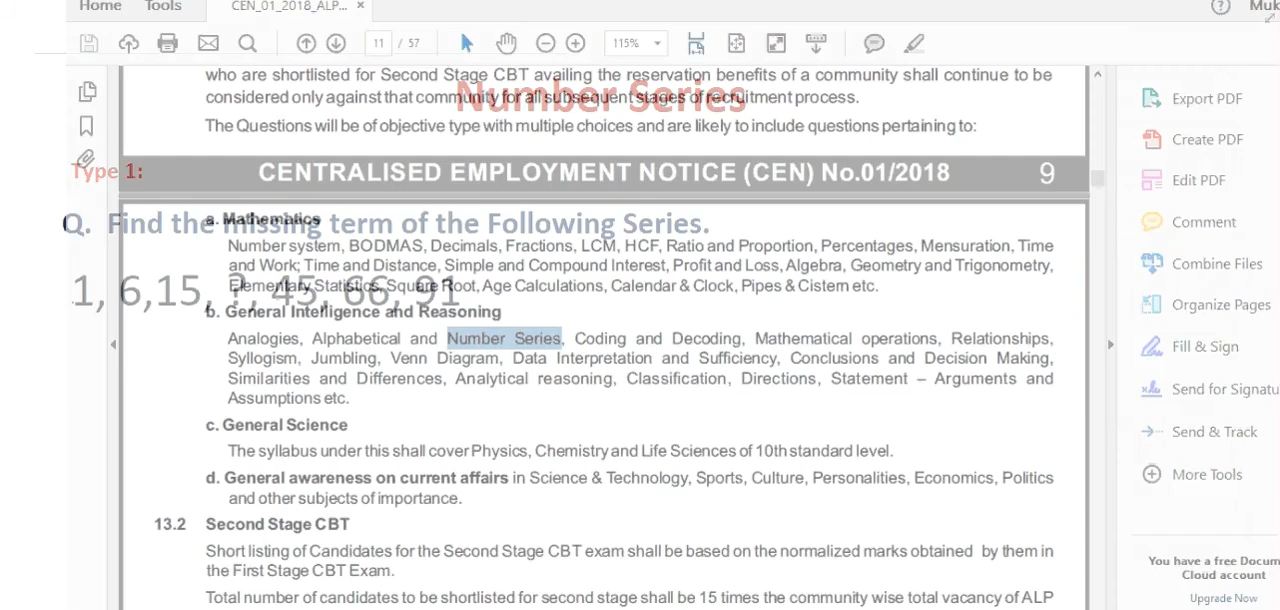 Home Tools CEN_01_2018_ALP... × ? Muk
11 / 57 115%
who are shortlisted for Second Stage CBT availing the reservation benefits of a community shall continue to be
considered only against that community for all subsequent stages of recruitment process.
Number Series
The Questions will be of objective type with multiple choices and are likely to include questions pertaining to:
Type 1:
CENTRALISED EMPLOYMENT NOTICE (CEN) No.01/2018 9
a. Mathematics
Q. Find the missing term of the Following Series.
Number system, BODMAS, Decimals, Fractions, LCM, HCF, Ratio and Proportion, Percentages, Mensuration, Time
and Work; Time and Distance, Simple and Compound Interest, Profit and Loss, Algebra, Geometry and Trigonometry,
Elementary Statistics, Square Root, Age Calculations, Calendar & Clock, Pipes & Cistern etc.
1, 6,15, ?, 45, 66, 91
b. General Intelligence and Reasoning
Analogies, Alphabetical and Number Series, Coding and Decoding, Mathematical operations, Relationships,
Syllogism, Jumbling, Venn Diagram, Data Interpretation and Sufficiency, Conclusions and Decision Making,
Similarities and Differences, Analytical reasoning, Classification, Directions, Statement – Arguments and
Assumptions etc.
c. General Science
The syllabus under this shall cover Physics, Chemistry and Life Sciences of 10th standard level.
d. General awareness on current affairs in Science & Technology, Sports, Culture, Personalities, Economics, Politics
and other subjects of importance.
13.2 Second Stage CBT
Short listing of Candidates for the Second Stage CBT exam shall be based on the normalized marks obtained by them in
the First Stage CBT Exam.
Total number of candidates to be shortlisted for second stage shall be 15 times the community wise total vacancy of ALP
Export PDF
Create PDF
Edit PDF
Comment
Combine Files
Organize Pages
Fill & Sign
Send for Signatu
Send & Track
More Tools
You have a free Docum
Cloud account
Upgrade Now